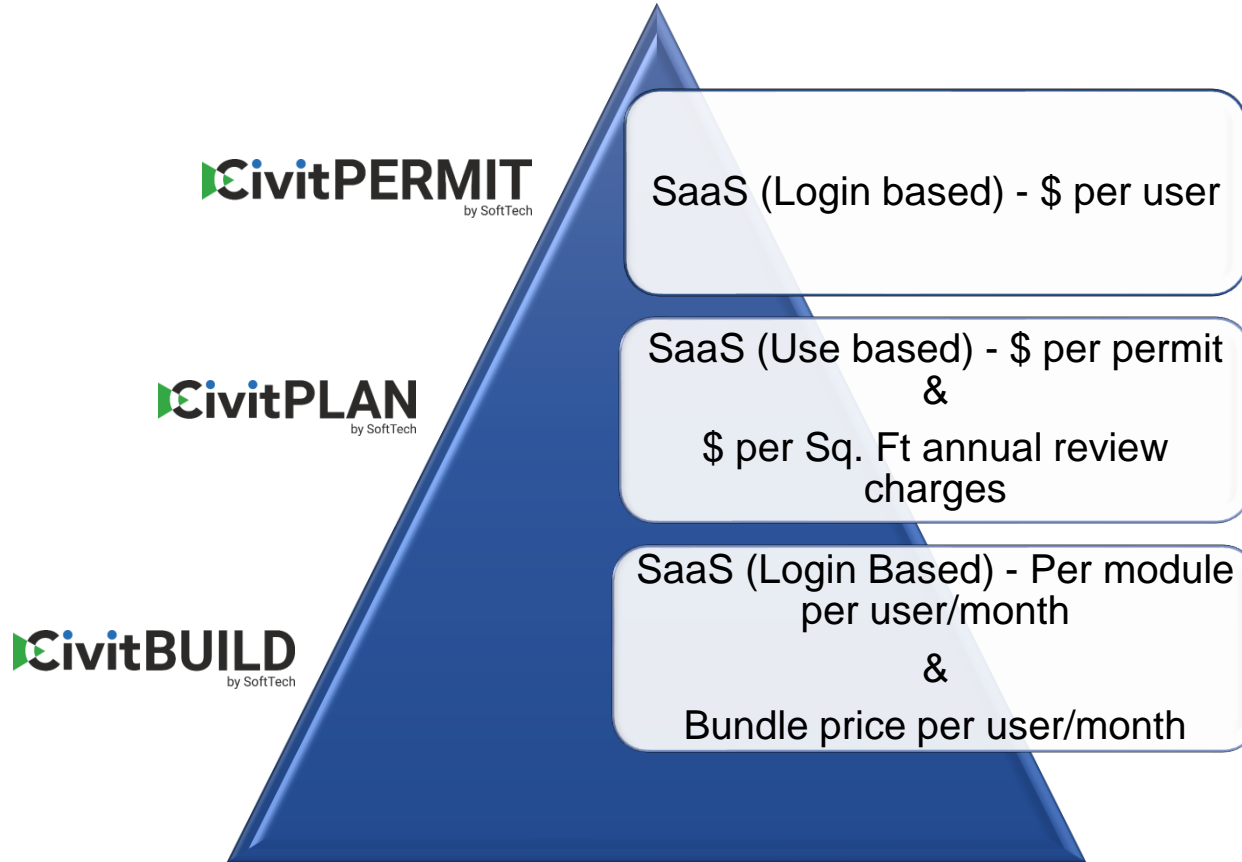 CivitPERMIT
by SoftTech
SaaS (Login based) - $ per user
CivitPLAN
by SoftTech
SaaS (Use based) - $ per permit
&
$ per Sq. Ft annual review
charges
CivitBUILD
by SoftTech
SaaS (Login Based) - Per module
per user/month
&
Bundle price per user/month